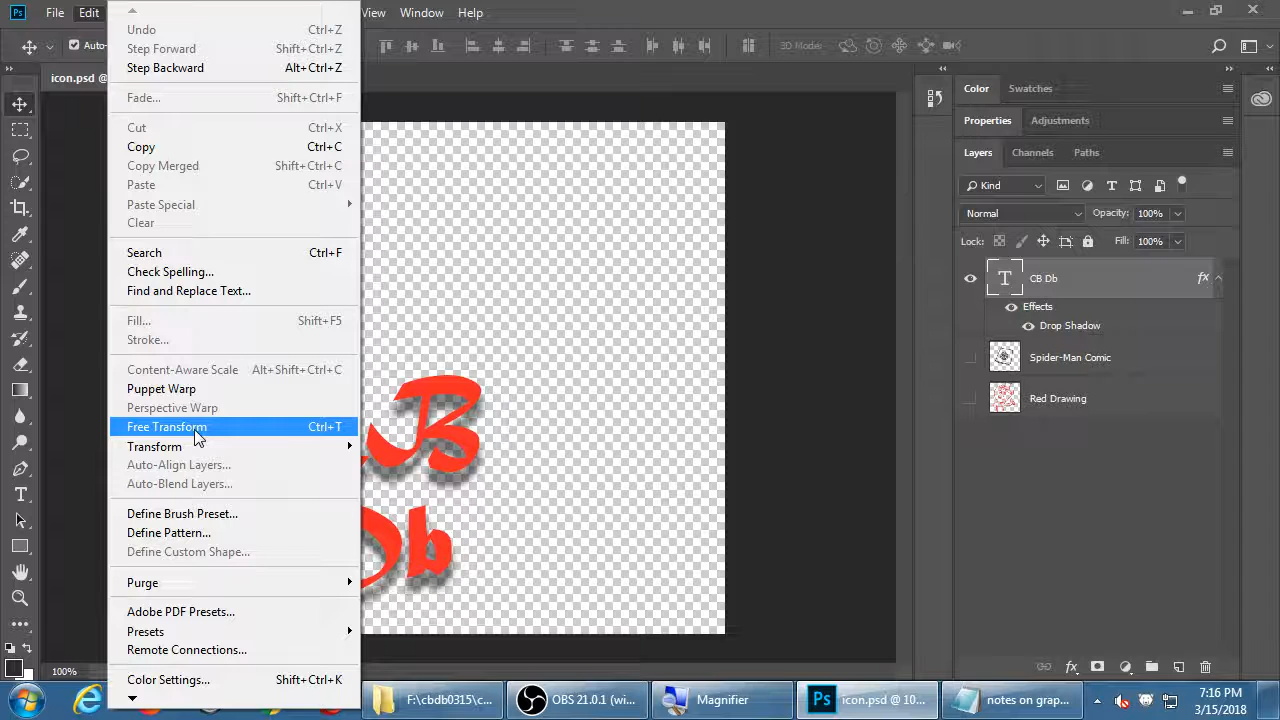 Ps File Edit View Window Help
Auto-
3D Mode:
icon.psd @
Undo Ctrl+Z
Step Forward Shift+Ctrl+Z
Step Backward Alt+Ctrl+Z
Fade... Shift+Ctrl+F
Cut Ctrl+X
Copy Ctrl+C
Copy Merged Shift+Ctrl+C
Paste Ctrl+V
Paste Special
Clear
Search Ctrl+F
Check Spelling...
Find and Replace Text...
Fill... Shift+F5
Stroke...
Content-Aware Scale Alt+Shift+Ctrl+C
Puppet Warp
Perspective Warp
Free Transform Ctrl+T
Transform
Auto-Align Layers...
Auto-Blend Layers...
Define Brush Preset...
Define Pattern...
Define Custom Shape...
Purge
Adobe PDF Presets...
Presets
Remote Connections...
Color Settings... Shift+Ctrl+K
B
Db
Color Swatches
Properties Adjustments
Layers Channels Paths
Kind
Normal Opacity: 100%
Lock: Fill: 100%
T CB Db fx
Effects
Drop Shadow
Spider-Man Comic
Red Drawing
100%
F:\cbdb0315\c...
OBS 21.0.1 (wi...
Magnifier
Ps icon.psd @ 10...
notes on grap...
7:16 PM
3/15/2018